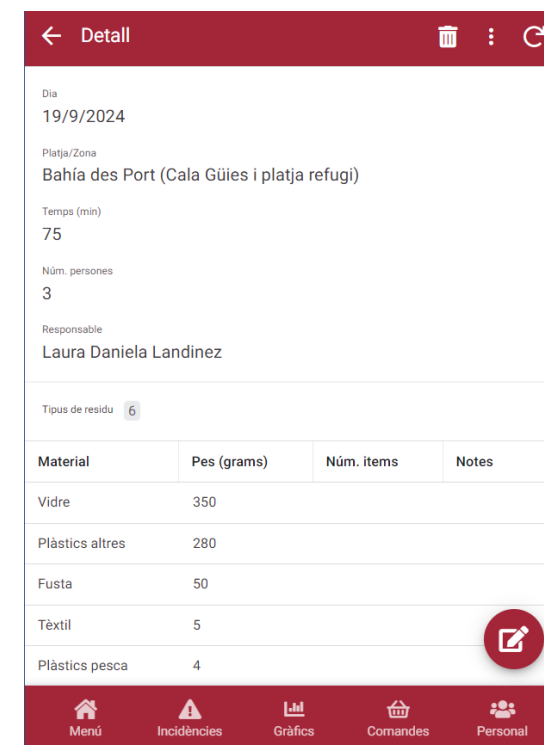 Detall
Dia
19/9/2024
Platja/Zona
Bahía des Port (Cala Güies i platja refugi)
Temps (min)
75
Núm. persones
3
Responsable
Laura Daniela Landinez
Tipus de residu 6
Material Pes (grams) Núm. items Notes
Vidre 350
Plàstics altres 280
Fusta 50
Tèxtil 5
Plàstics pesca 4
Menú Incidències Gràfics Comandes Personal